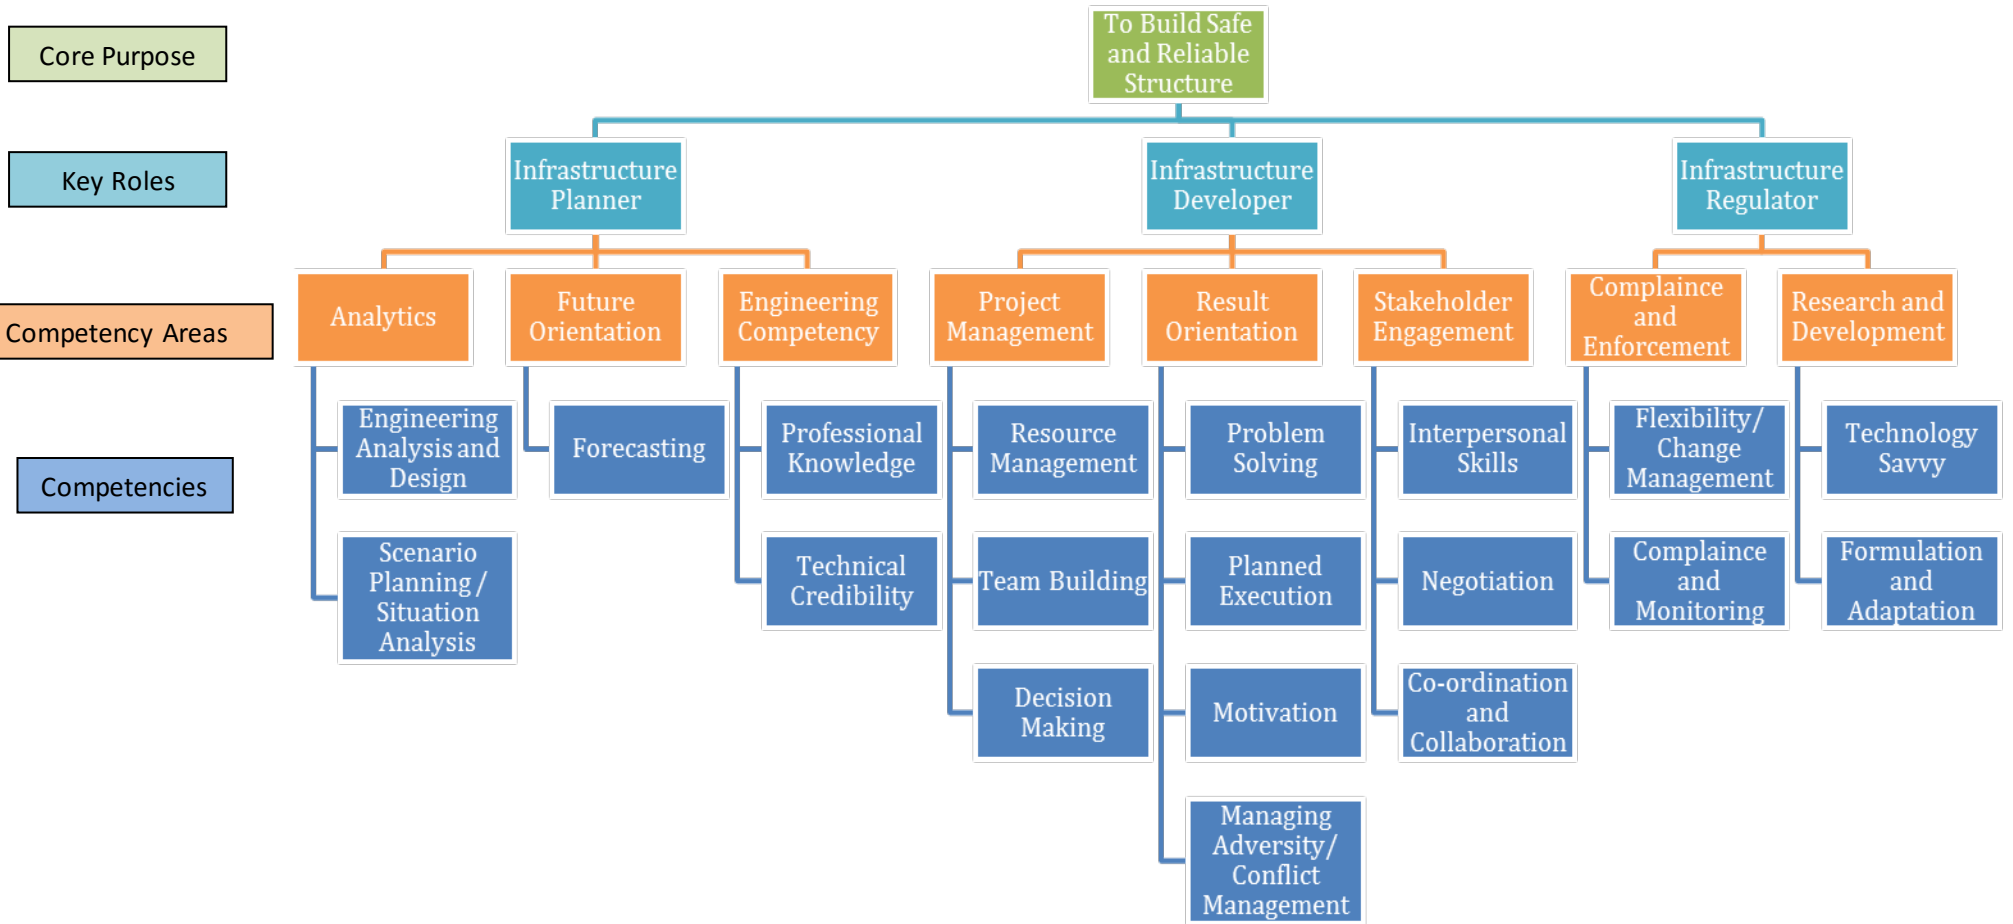 Core Purpose
To Build Safe
and Reliable
Structure
Key Roles
Infrastructure
Planner
Infrastructure
Developer
Infrastructure
Regulator
Competency Areas
Analytics
Future
Orientation
Engineering
Competency
Project
Management
Result
Orientation
Stakeholder
Engagement
Complaince
and
Enforcement
Research and
Development
Competencies
Engineering
Analysis and
Design
Forecasting
Professional
Knowledge
Resource
Management
Problem
Solving
Interpersonal
Skills
Flexibility/
Change
Management
Technology
Savvy
Scenario
Planning /
Situation
Analysis
Technical
Credibility
Team Building
Planned
Execution
Negotiation
Complaince
and
Monitoring
Formulation
and
Adaptation
Decision
Making
Motivation
Co-ordination
and
Collaboration
Managing
Adversity/
Conflict
Management